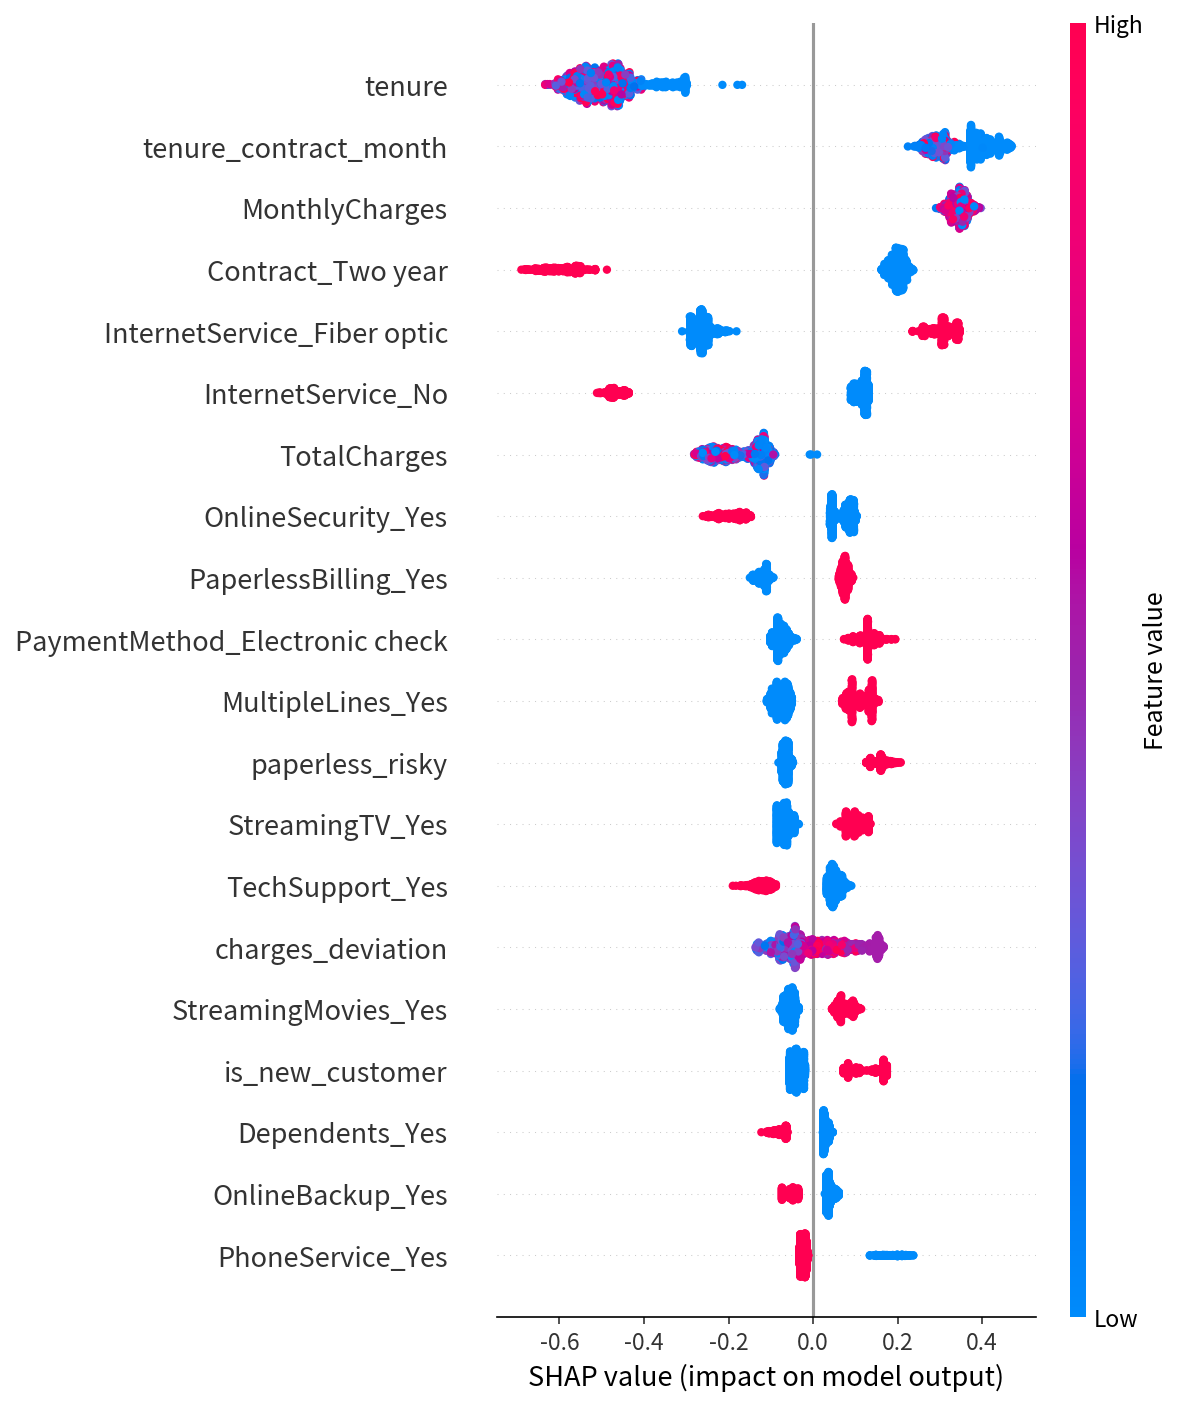 High
tenure
tenure_contract_month
MonthlyCharges
Contract_Two year
InternetService_Fiber optic
InternetService_No
TotalCharges
OnlineSecurity_Yes
PaperlessBilling_Yes
PaymentMethod_Electronic check
MultipleLines_Yes
paperless_risky
StreamingTV_Yes
TechSupport_Yes
charges_deviation
StreamingMovies_Yes
is_new_customer
Dependents_Yes
OnlineBackup_Yes
PhoneService_Yes
Feature value
Low
-0.6 -0.4 -0.2 0.0 0.2 0.4
SHAP value (impact on model output)